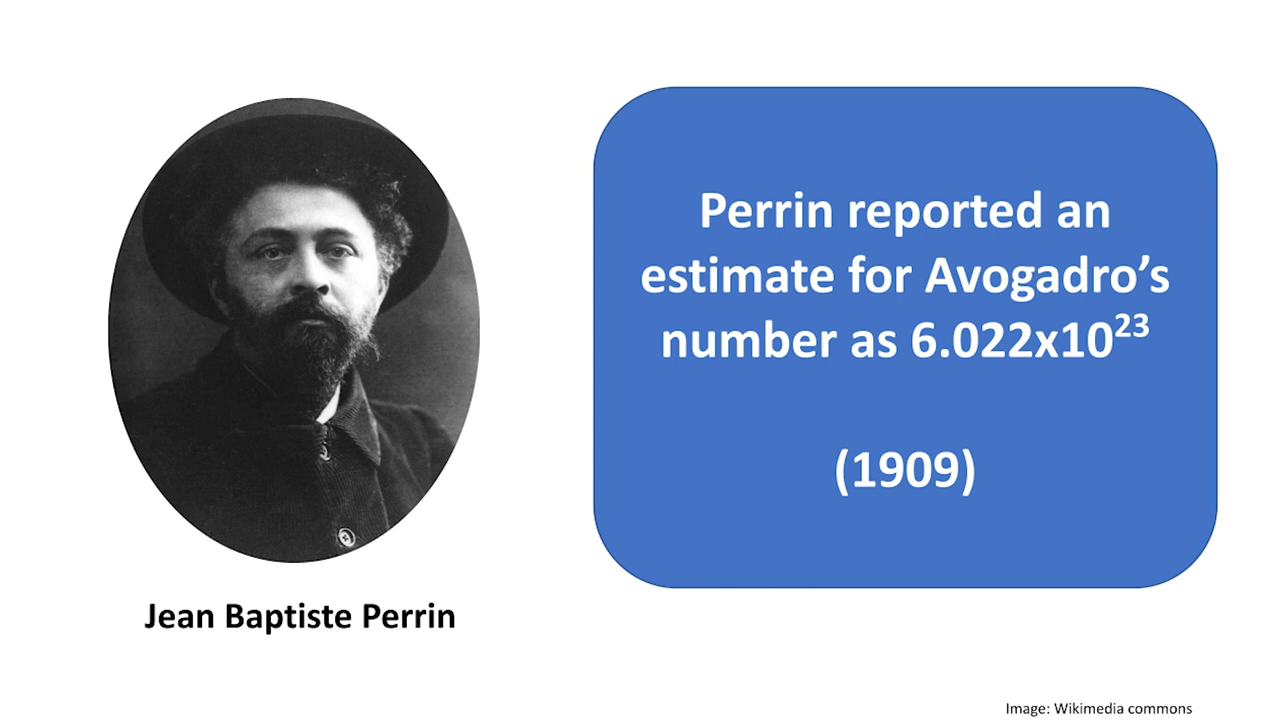 Perrin reported an
estimate for Avogadro’s
number as 6.022x10²³
(1909)
Jean Baptiste Perrin
Image: Wikimedia commons